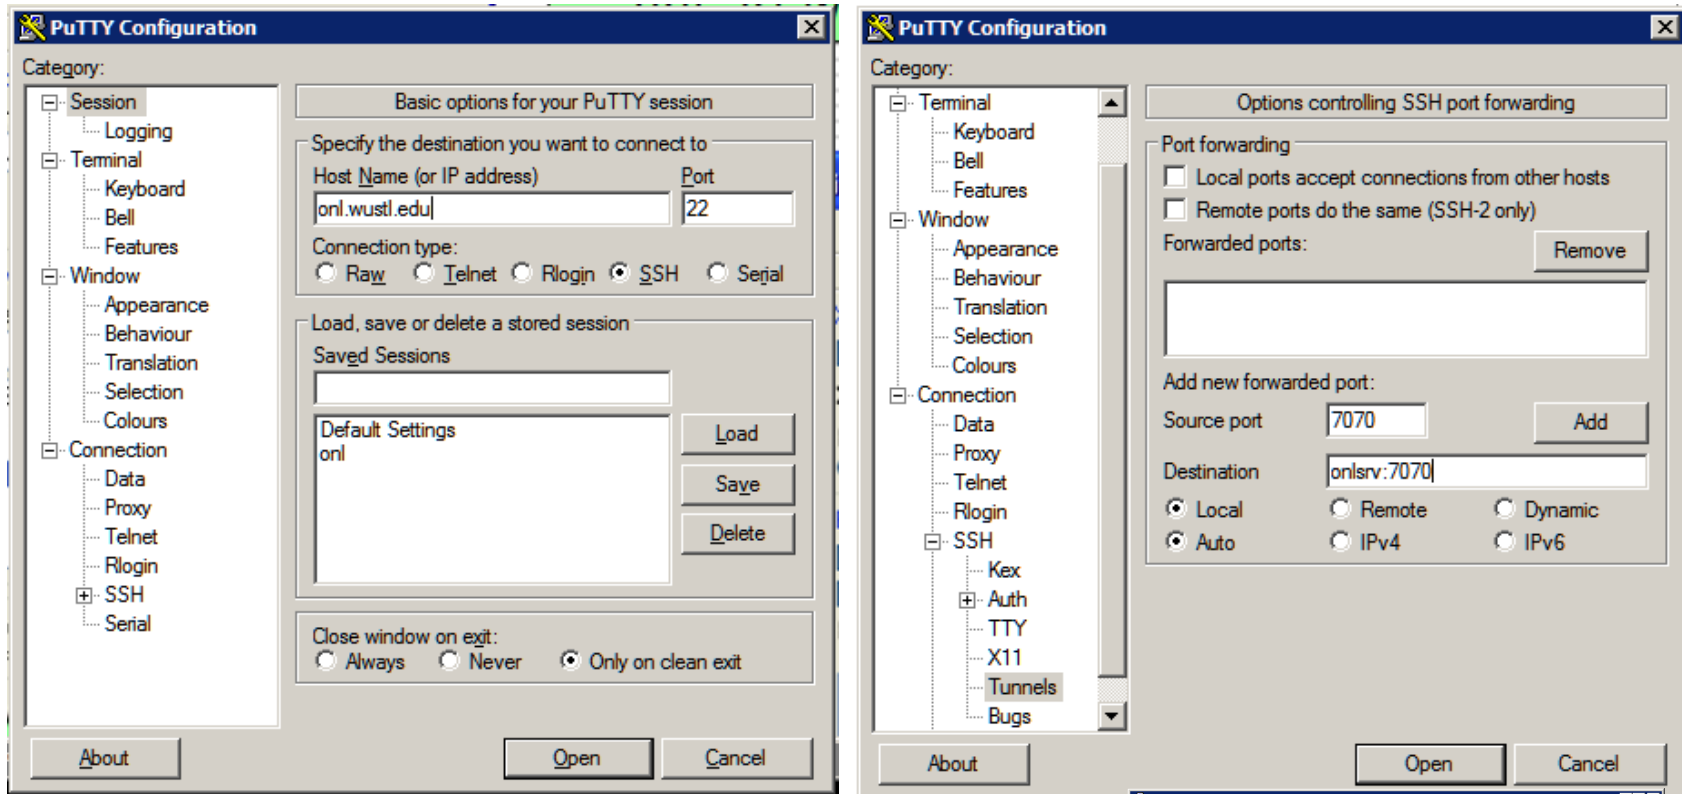 PuTTY Configuration
Category:
Session
Logging
Terminal
Keyboard
Bell
Features
Window
Appearance
Behaviour
Translation
Selection
Colours
Connection
Data
Proxy
Telnet
Rlogin
SSH
Serial
Basic options for your PuTTY session
Specify the destination you want to connect to
Host Name (or IP address) Port
onl.wustl.edu 22
Connection type:
Raw Telnet Rlogin SSH Serial
Load, save or delete a stored session
Saved Sessions
Default Settings
onl
Load
Save
Delete
Close window on exit:
Always Never Only on clean exit
About Open Cancel
PuTTY Configuration
Category:
Terminal
Keyboard
Bell
Features
Window
Appearance
Behaviour
Translation
Selection
Colours
Connection
Data
Proxy
Telnet
Rlogin
SSH
Kex
Auth
TTY
X11
Tunnels
Bugs
Options controlling SSH port forwarding
Port forwarding
Local ports accept connections from other hosts
Remote ports do the same (SSH-2 only)
Forwarded ports: Remove
Add new forwarded port:
Source port 7070 Add
Destination onlsrv:7070
Local Remote Dynamic
Auto IPv4 IPv6
About Open Cancel